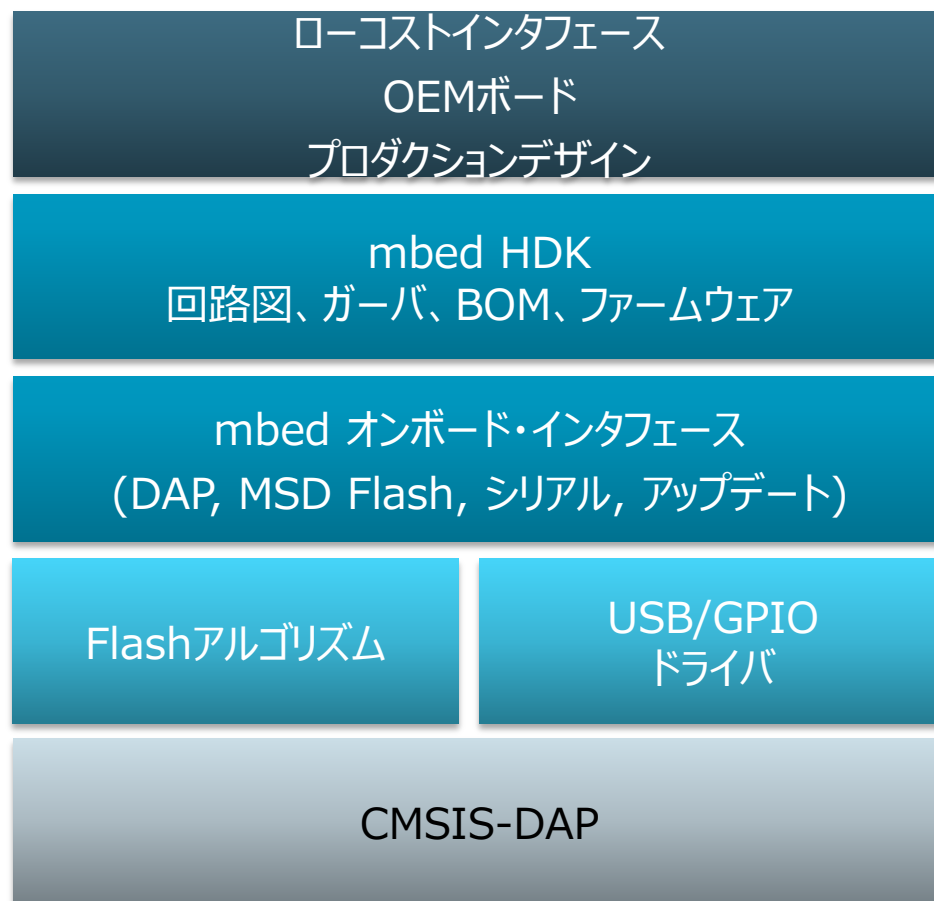 ローコストインタフェース
OEMボード
プロダクションデザイン
mbed HDK
回路図、ガーバ、BOM、ファームウェア
mbed オンボード・インタフェース
(DAP, MSD Flash, シリアル, アップデート)
Flashアルゴリズム
USB/GPIO
ドライバ
CMSIS-DAP